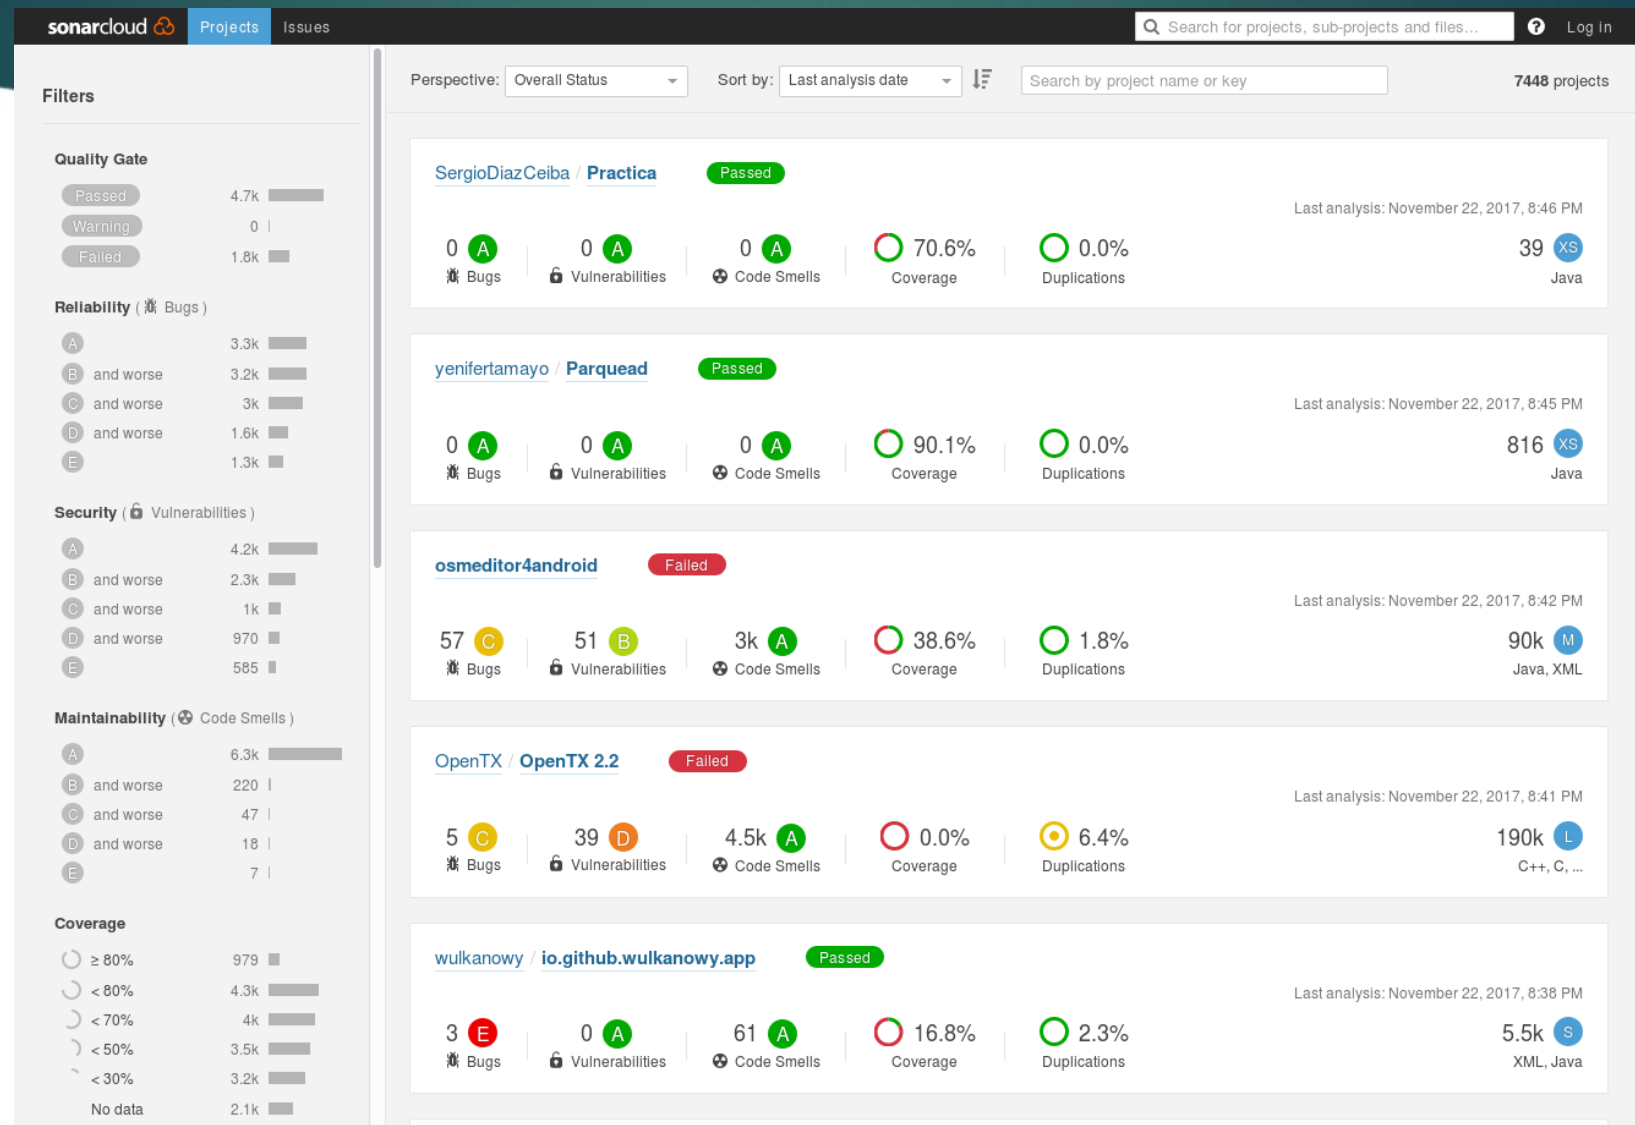 sonarcloud Projects Issues Search for projects, sub-projects and files... Log in
Filters
Quality Gate
Passed 4.7k
Warning 0
Failed 1.8k
Reliability ( Bugs )
A 3.3k
B and worse 3.2k
C and worse 3k
D and worse 1.6k
E 1.3k
Security ( Vulnerabilities )
A 4.2k
B and worse 2.3k
C and worse 1k
D and worse 970
E 585
Maintainability ( Code Smells )
A 6.3k
B and worse 220
C and worse 47
D and worse 18
E 7
Coverage
≥ 80% 979
< 80% 4.3k
< 70% 4k
< 50% 3.5k
< 30% 3.2k
No data 2.1k
Perspective: Overall Status Sort by: Last analysis date Search by project name or key 7448 projects
SergioDiazCeiba / Practica Passed
Last analysis: November 22, 2017, 8:46 PM
0 A 0 A 0 A 70.6% 0.0% 39 XS
Bugs Vulnerabilities Code Smells Coverage Duplications Java
yenifertamayo / Parquead Passed
Last analysis: November 22, 2017, 8:45 PM
0 A 0 A 0 A 90.1% 0.0% 816 XS
Bugs Vulnerabilities Code Smells Coverage Duplications Java
osmeditor4android Failed
Last analysis: November 22, 2017, 8:42 PM
57 C 51 B 3k A 38.6% 1.8% 90k M
Bugs Vulnerabilities Code Smells Coverage Duplications Java, XML
OpenTX / OpenTX 2.2 Failed
Last analysis: November 22, 2017, 8:41 PM
5 C 39 D 4.5k A 0.0% 6.4% 190k L
Bugs Vulnerabilities Code Smells Coverage Duplications C++, C, ...
wulkanowy / io.github.wulkanowy.app Passed
Last analysis: November 22, 2017, 8:38 PM
3 E 0 A 61 A 16.8% 2.3% 5.5k S
Bugs Vulnerabilities Code Smells Coverage Duplications XML, Java